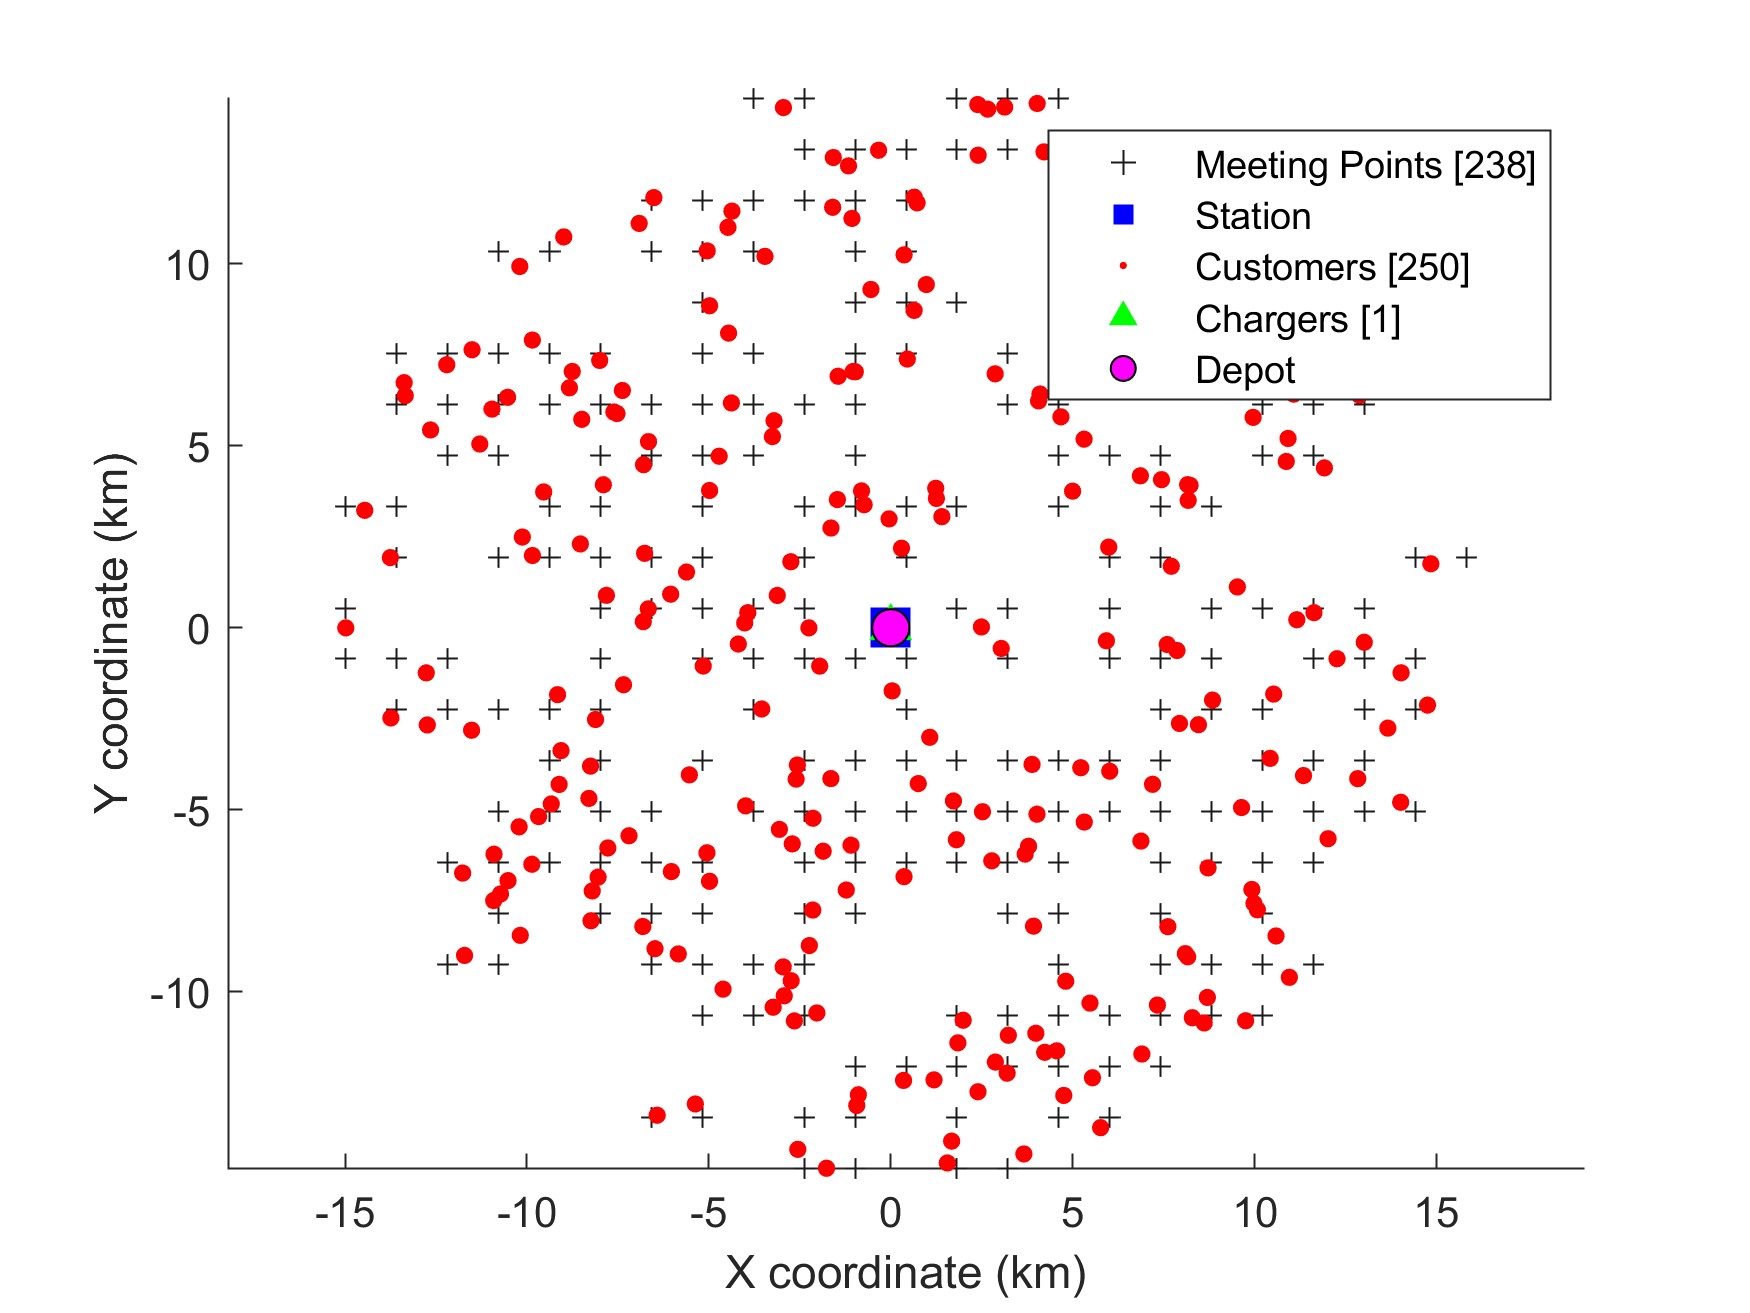 Meeting Points [238]
Station
Customers [250]
Chargers [1]
Depot
10
5
0
-5
-10
Y coordinate (km)
-15 -10 -5 0 5 10 15
X coordinate (km)